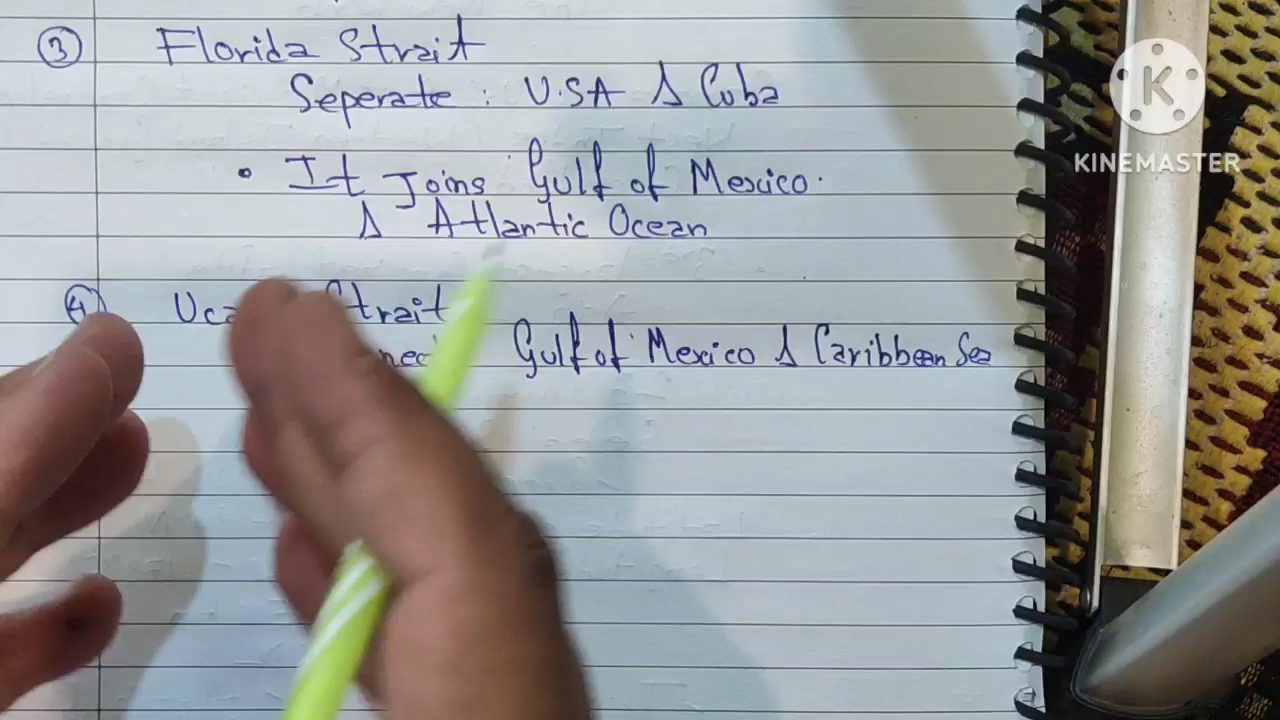 ③ Florida Strait
Seperate : U.S.A & Cuba
• It Joins Gulf of Mexico.
& Atlantic Ocean
④ Strait
Gulf of Mexico & Caribbean Sea
K
KINEMASTER